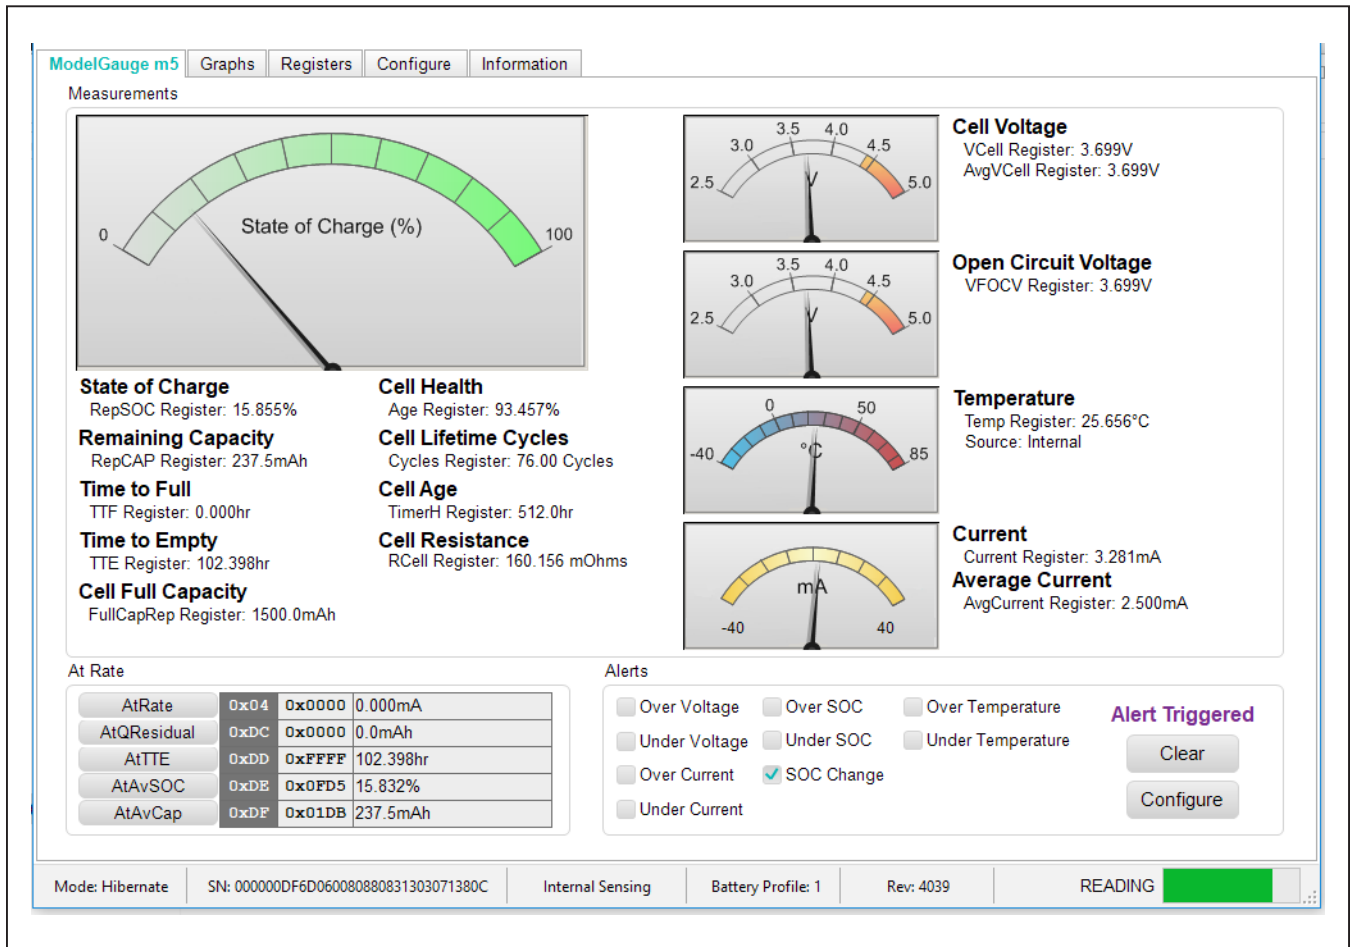 ModelGauge m5 Graphs Registers Configure Information
Measurements
0 State of Charge (%) 100
State of Charge
RepSOC Register: 15.855%
Remaining Capacity
RepCAP Register: 237.5mAh
Time to Full
TTF Register: 0.000hr
Time to Empty
TTE Register: 102.398hr
Cell Full Capacity
FullCapRep Register: 1500.0mAh
Cell Health
Age Register: 93.457%
Cell Lifetime Cycles
Cycles Register: 76.00 Cycles
Cell Age
TimerH Register: 512.0hr
Cell Resistance
RCell Register: 160.156 mOhms
2.5 3.0 3.5 4.0 4.5 5.0
V
Cell Voltage
VCell Register: 3.699V
AvgVCell Register: 3.699V
2.5 3.0 3.5 4.0 4.5 5.0
V
Open Circuit Voltage
VFOCV Register: 3.699V
-40 0 50 85
°C
Temperature
Temp Register: 25.656°C
Source: Internal
mA
-40 40
Current
Current Register: 3.281mA
Average Current
AvgCurrent Register: 2.500mA
At Rate
AtRate 0x04 0x0000 0.000mA
AtQResidual 0xDC 0x0000 0.0mAh
AtTTE 0xDD 0xFFFF 102.398hr
AtAvSOC 0xDE 0x0FD5 15.832%
AtAvCap 0xDF 0x01DB 237.5mAh
Alerts
Over Voltage Over SOC Over Temperature
Under Voltage Under SOC Under Temperature
Over Current SOC Change
Under Current
Alert Triggered
Clear
Configure
Mode: Hibernate SN: 000000DF6D060080880831303071380C Internal Sensing Battery Profile: 1 Rev: 4039 READING